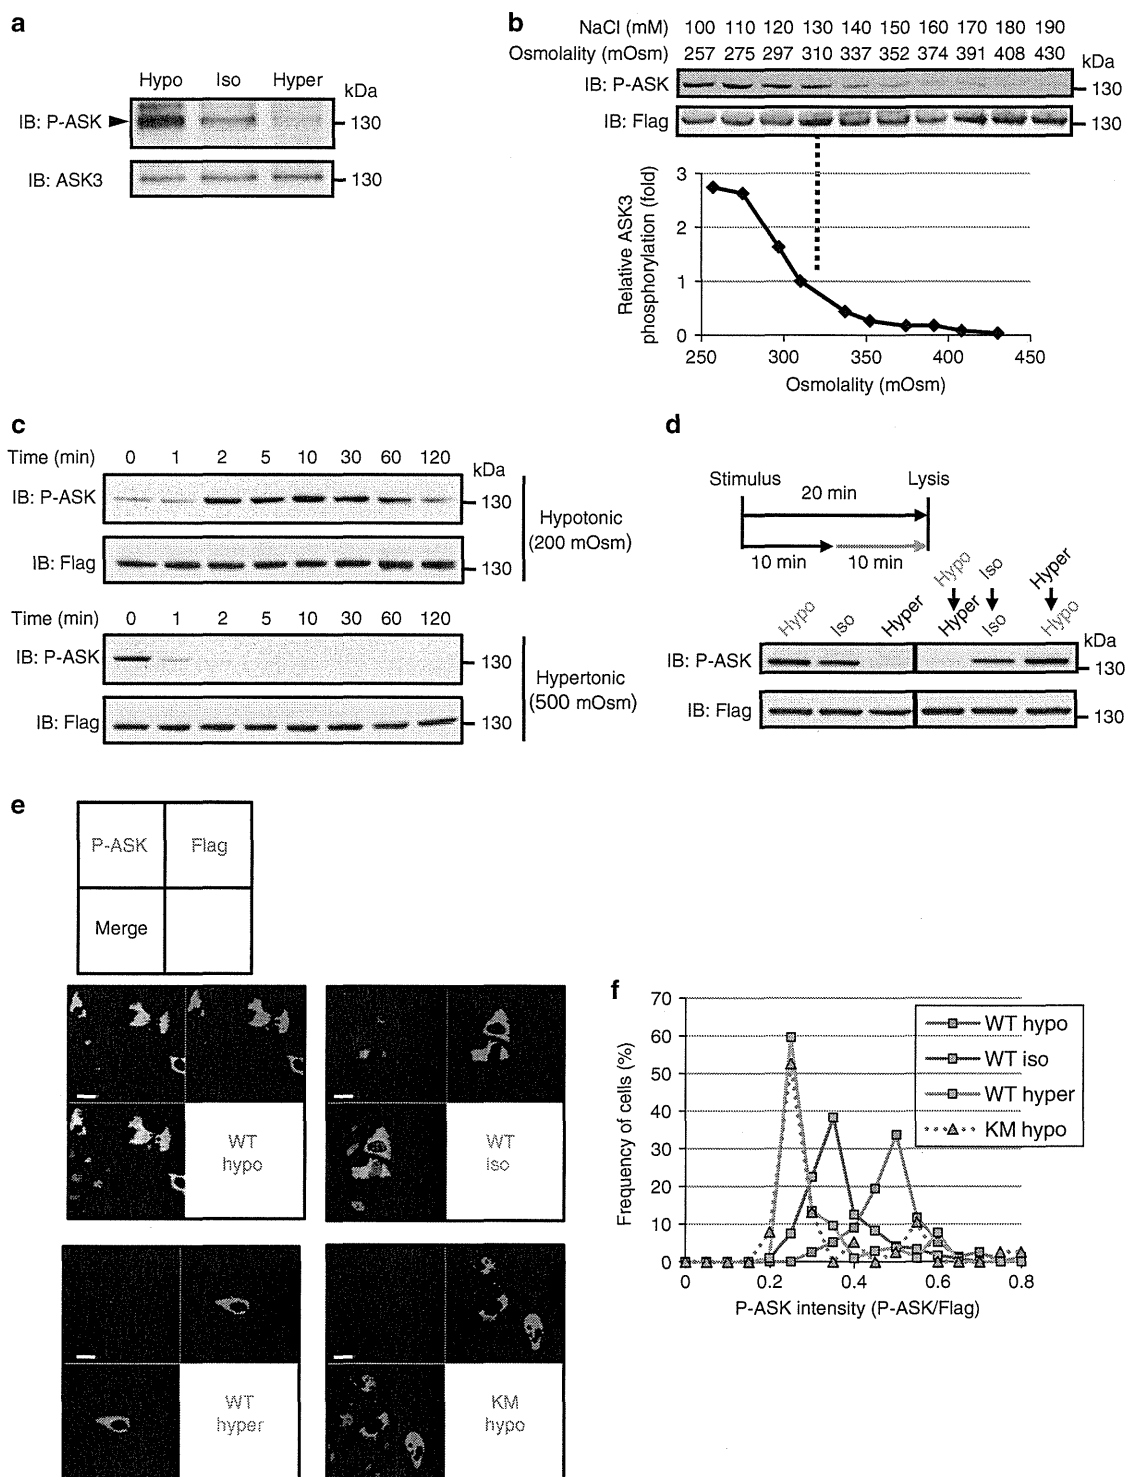 a
Hypo Iso Hyper
kDa
IB: P-ASK
130
IB: ASK3
130
b
NaCl (mM) 100 110 120 130 140 150 160 170 180 190
Osmolality (mOsm) 257 275 297 310 337 352 374 391 408 430
kDa
IB: P-ASK
130
IB: Flag
130
Relative ASK3
phosphorylation (fold)
3
2
1
0
250 300 350 400 450
Osmolality (mOsm)
c
Time (min) 0 1 2 5 10 30 60 120
kDa
IB: P-ASK
130
IB: Flag
130
Hypotonic
(200 mOsm)
Time (min) 0 1 2 5 10 30 60 120
IB: P-ASK
130
IB: Flag
130
Hypertonic
(500 mOsm)
d
Stimulus Lysis
20 min
10 min 10 min
Hypo Iso Hyper
Hypo Iso Hyper
Hyper Iso Hypo
kDa
IB: P-ASK
130
IB: Flag
130
e
P-ASK Flag
Merge
WT
hypo
WT
iso
WT
hyper
KM
hypo
f
Frequency of cells (%)
70
60
50
40
30
20
10
0
0 0.2 0.4 0.6 0.8
P-ASK intensity (P-ASK/Flag)
WT hypo
WT iso
WT hyper
KM hypo